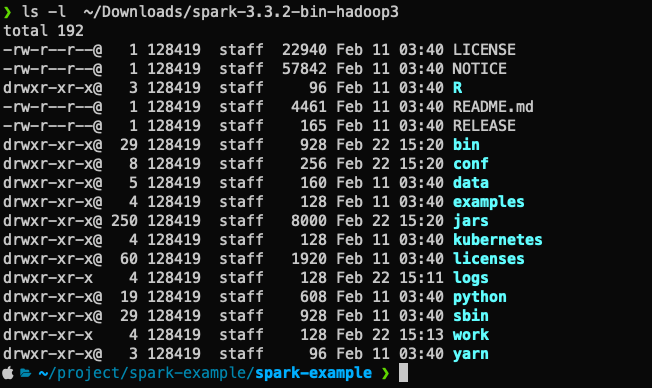 ❯ ls -l  ~/Downloads/spark-3.3.2-bin-hadoop3
total 192
-rw-r--r--@   1 128419  staff  22940 Feb 11 03:40 LICENSE
-rw-r--r--@   1 128419  staff  57842 Feb 11 03:40 NOTICE
drwxr-xr-x@   3 128419  staff     96 Feb 11 03:40 R
-rw-r--r--@   1 128419  staff   4461 Feb 11 03:40 README.md
-rw-r--r--@   1 128419  staff    165 Feb 11 03:40 RELEASE
drwxr-xr-x@  29 128419  staff    928 Feb 22 15:20 bin
drwxr-xr-x@   8 128419  staff    256 Feb 22 15:20 conf
drwxr-xr-x@   5 128419  staff    160 Feb 11 03:40 data
drwxr-xr-x@   4 128419  staff    128 Feb 11 03:40 examples
drwxr-xr-x@ 250 128419  staff   8000 Feb 22 15:20 jars
drwxr-xr-x@   4 128419  staff    128 Feb 11 03:40 kubernetes
drwxr-xr-x@  60 128419  staff   1920 Feb 11 03:40 licenses
drwxr-xr-x    4 128419  staff    128 Feb 22 15:11 logs
drwxr-xr-x@  19 128419  staff    608 Feb 11 03:40 python
drwxr-xr-x@  29 128419  staff    928 Feb 11 03:40 sbin
drwxr-xr-x    4 128419  staff    128 Feb 22 15:13 work
drwxr-xr-x@   3 128419  staff     96 Feb 11 03:40 yarn
~/project/spark-example/spark-example ❯